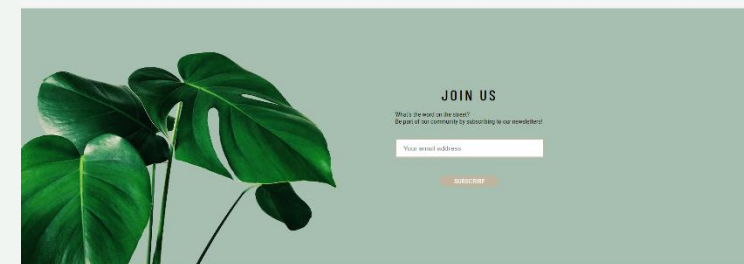 JOIN US
What's the word on the street?
Be part of our community by subscribing to our newsletters!
Your email address
SUBSCRIBE